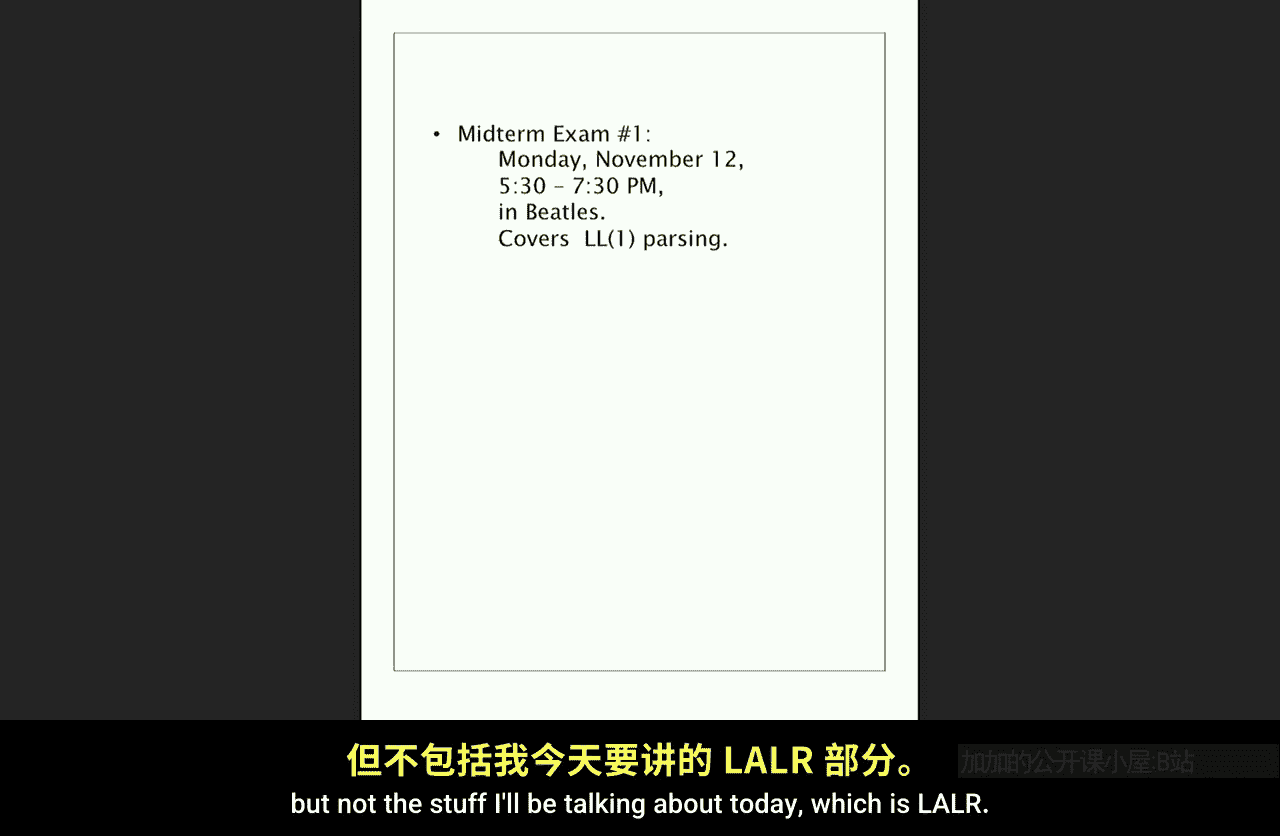 • Midterm Exam #1:
Monday, November 12,
5:30 – 7:30 PM,
in Beatles.
Covers LL(1) parsing.
但不包括我今天要讲的 LALR 部分。
加加的公开课小屋:B站
but not the stuff I'll be talking about today, which is LALR.